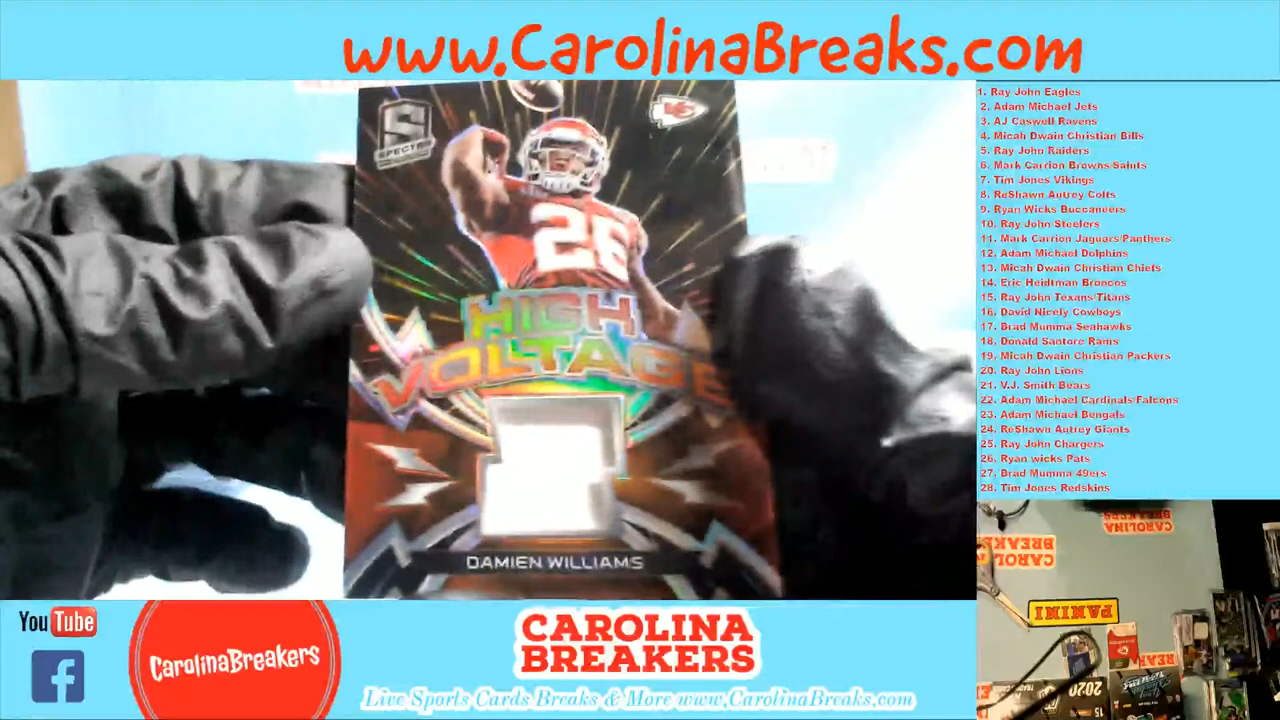 www.CarolinaBreaks.com
SPECTRA
26
HIGH
VOLTAGE
DAMIEN WILLIAMS
1. Ray John Eagles
2. Adam Michael Jets
3. AJ Caswell Ravens
4. Micah Dwain Christian Bills
5. Ray John Raiders
6. Mark Carrion Browns/Saints
7. Tim Jones Vikings
8. ReShawn Autrey Colts
9. Ryan Wicks Buccaneers
10. Ray John Steelers
11. Mark Carrion Jaguars/Panthers
12. Adam Michael Dolphins
13. Micah Dwain Christian Chiefs
14. Eric Heidtman Broncos
15. Ray John Texans/Titans
16. David Nicely Cowboys
17. Brad Mumma Seahawks
18. Donald Santore Rams
19. Micah Dwain Christian Packers
20. Ray John Lions
21. V.J. Smith Bears
22. Adam Michael Cardinals/Falcons
23. Adam Michael Bengals
24. ReShawn Autrey Giants
25. Ray John Chargers
26. Ryan wicks Pats
27. Brad Mumma 49ers
28. Tim Jones Redskins
CAROLINA
BREAKERS
PANINI
2020
15
YouTube
CarolinaBreakers
CAROLINA
BREAKERS
Live Sports Cards Breaks & More www.CarolinaBreaks.com